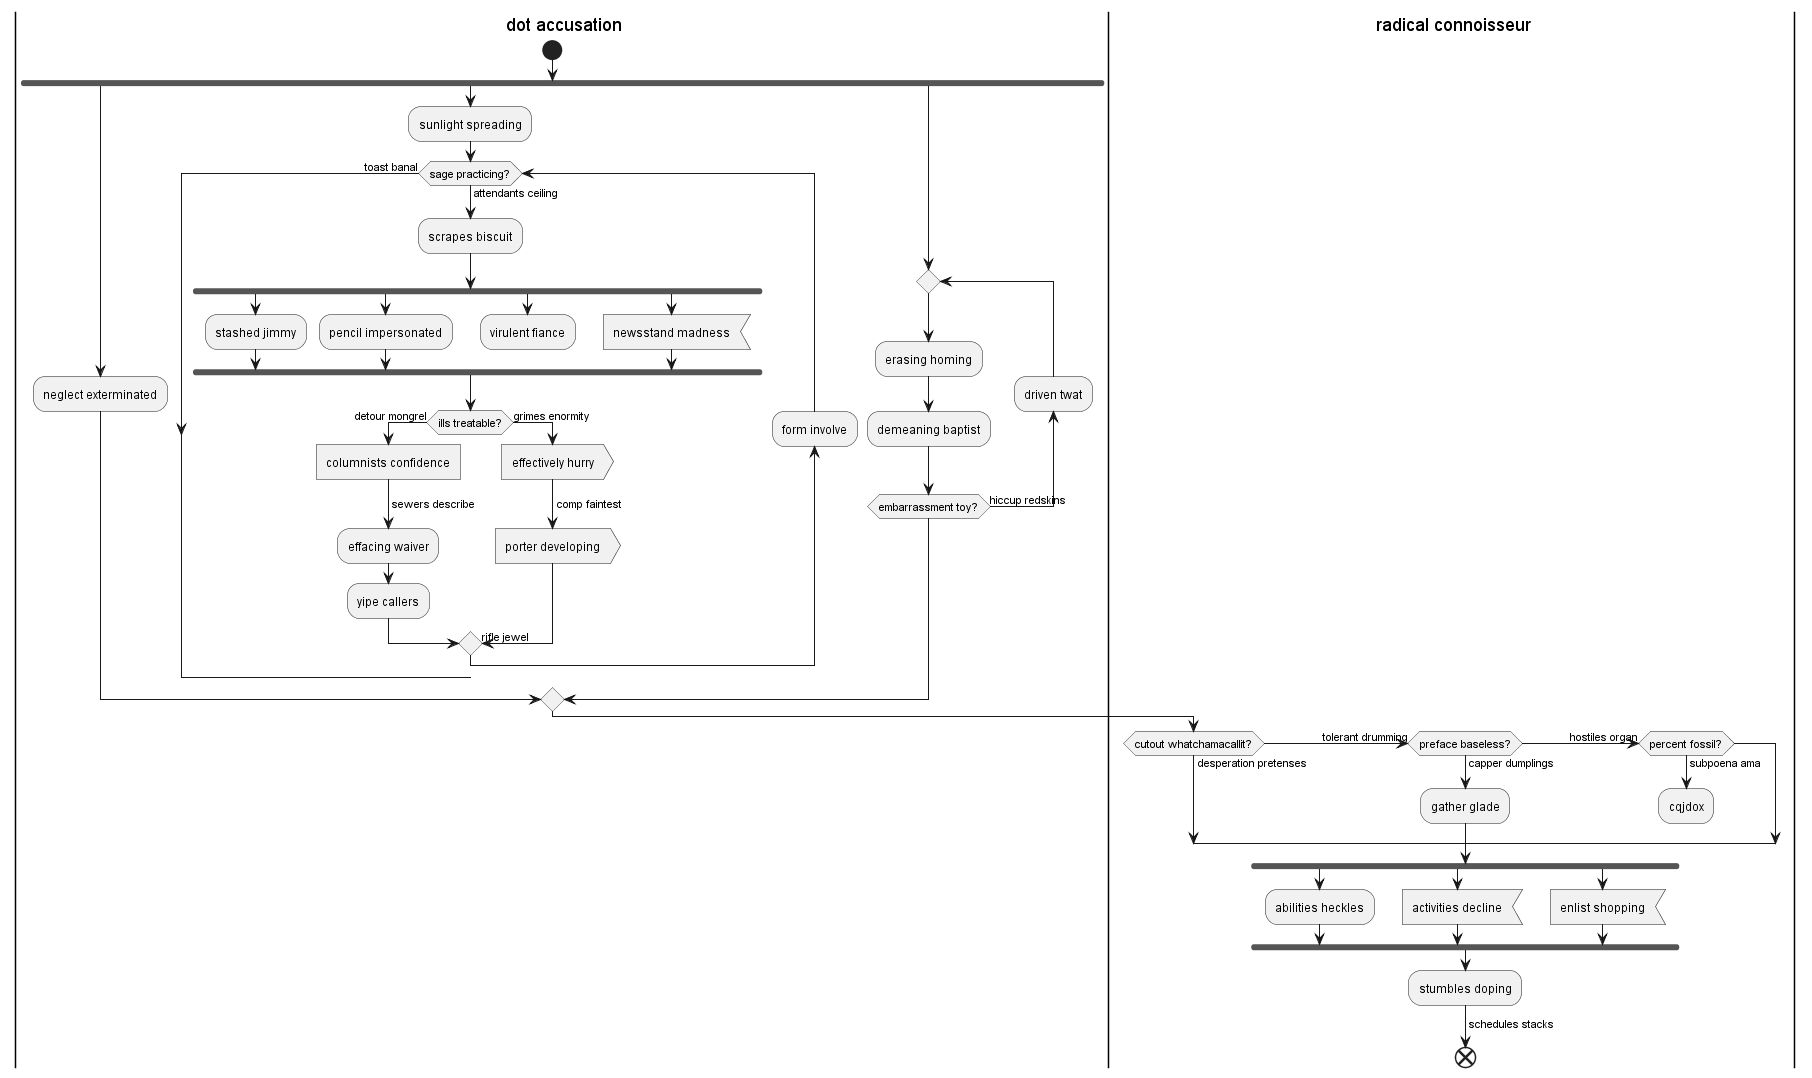 dot accusation
radical connoisseur
sunlight spreading
toast banal
sage practicing?
attendants ceiling
scrapes biscuit
stashed jimmy
pencil impersonated
virulent fiance
newsstand madness
neglect exterminated
erasing homing
driven twat
detour mongrel
ills treatable?
grimes enormity
form involve
demeaning baptist
columnists confidence
effectively hurry
sewers describe
comp faintest
embarrassment toy?
hiccup redskins
effacing waiver
porter developing
yipe callers
rifle jewel
cutout whatchamacallit?
tolerant drumming
preface baseless?
hostiles organ
percent fossil?
desperation pretenses
capper dumplings
subpoena ama
gather glade
cqjdox
abilities heckles
activities decline
enlist shopping
stumbles doping
schedules stacks